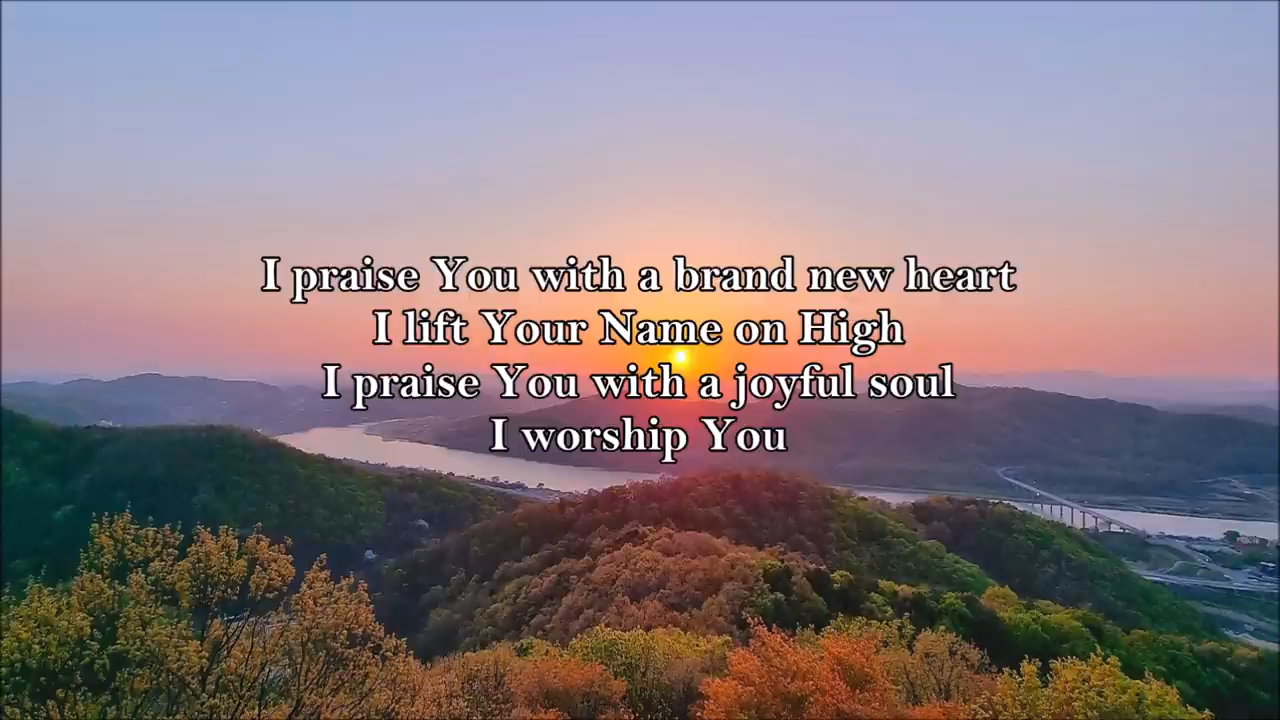 I praise You with a brand new heart
I lift Your Name on High
I praise You with a joyful soul
I worship You